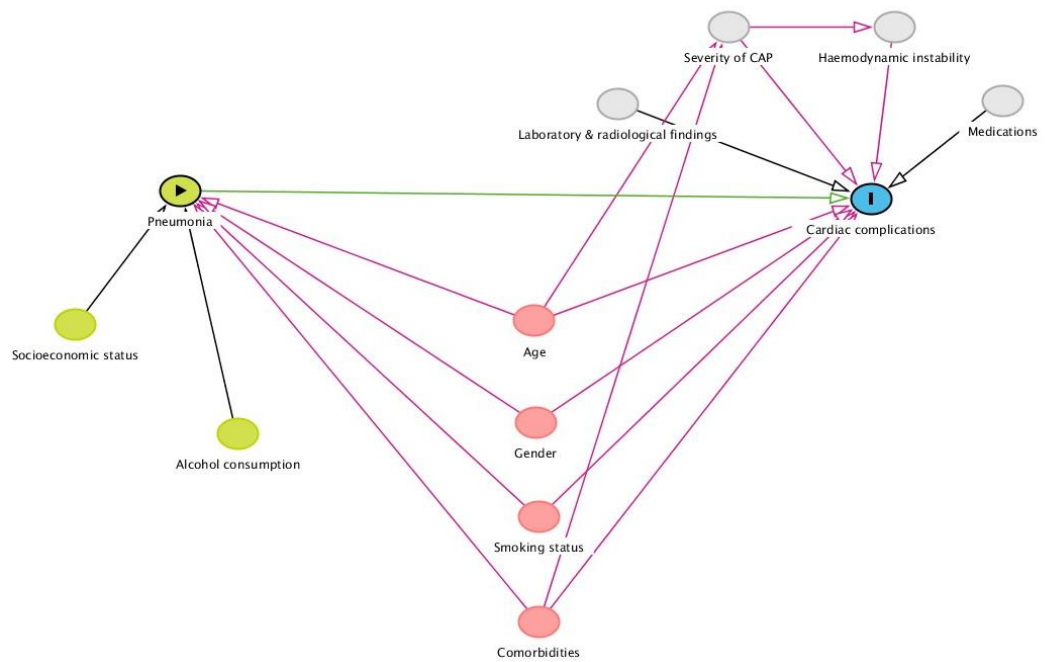 Severity of CAP
Haemodynamic instability
Laboratory & radiological findings
Medications
Pneumonia
Cardiac complications
Socioeconomic status
Age
Alcohol consumption
Gender
Smoking status
Comorbidities